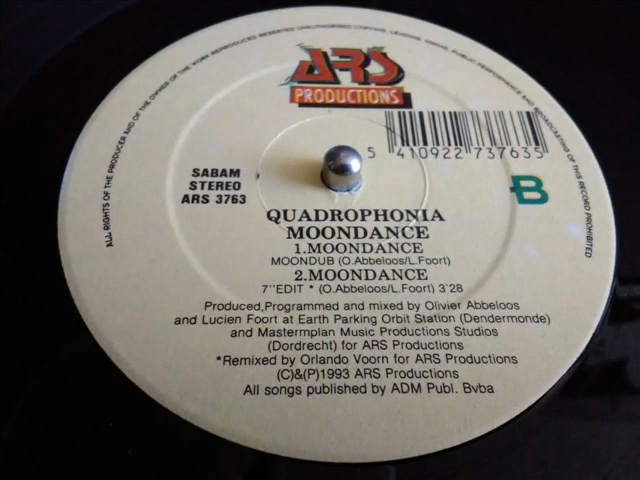 ALL RIGHTS OF THE PRODUCER AND OF THE OWNER OF THE WORK REPRODUCED RESERVED UNAUTHORISED COPYING, LENDING, HIRING, PUBLIC PERFORMANCE AND BROADCASTING OF THIS RECORD PROHIBITED
ARS
PRODUCTIONS
5 410922 737635
SABAM
STEREO
ARS 3763
B
QUADROPHONIA
MOONDANCE
1.MOONDANCE
MOONDUB (O.Abbeloos/L.Foort)
2.MOONDANCE
7"EDIT * (O.Abbeloos/L.Foort) 3'28
Produced,Programmed and mixed by Olivier Abbeloos
and Lucien Foort at Earth Parking Orbit Station (Dendermonde)
and Mastermplan Music Productions Studios
(Dordrecht) for ARS Productions
*Remixed by Orlando Voorn for ARS Productions
(C)&(P)1993 ARS Productions
All songs published by ADM Publ. Bvba